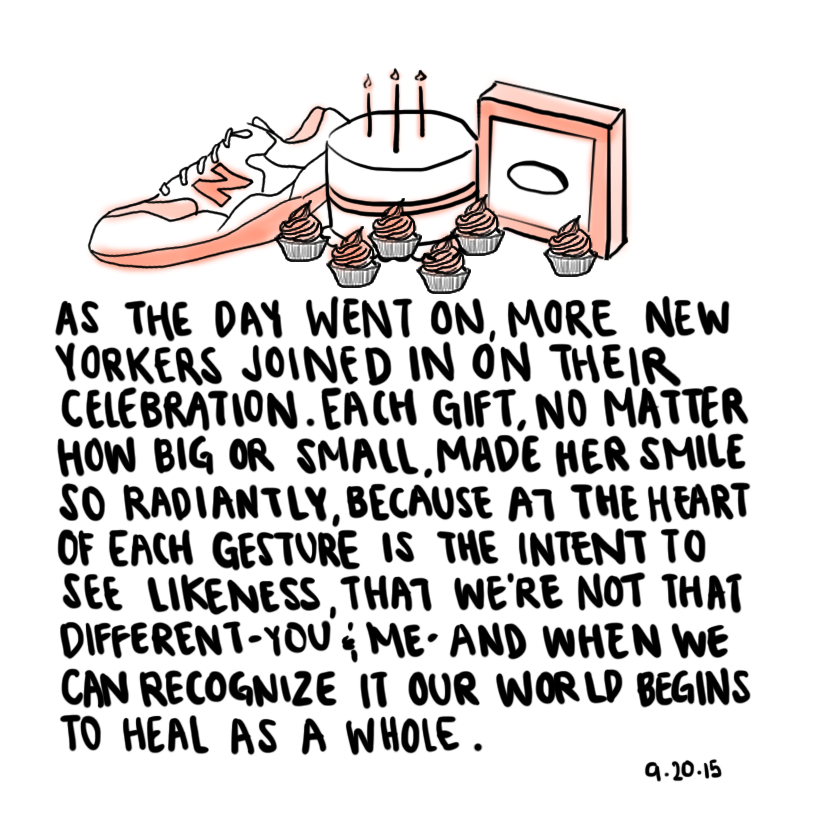 N
AS THE DAY WENT ON, MORE NEW
YORKERS JOINED IN ON THEIR
CELEBRATION. EACH GIFT, NO MATTER
HOW BIG OR SMALL, MADE HER SMILE
SO RADIANTLY, BECAUSE AT THE HEART
OF EACH GESTURE IS THE INTENT TO
SEE LIKENESS, THAT WE'RE NOT THAT
DIFFERENT-YOU & ME- AND WHEN WE
CAN RECOGNIZE IT OUR WORLD BEGINS
TO HEAL AS A WHOLE.
9.20.15